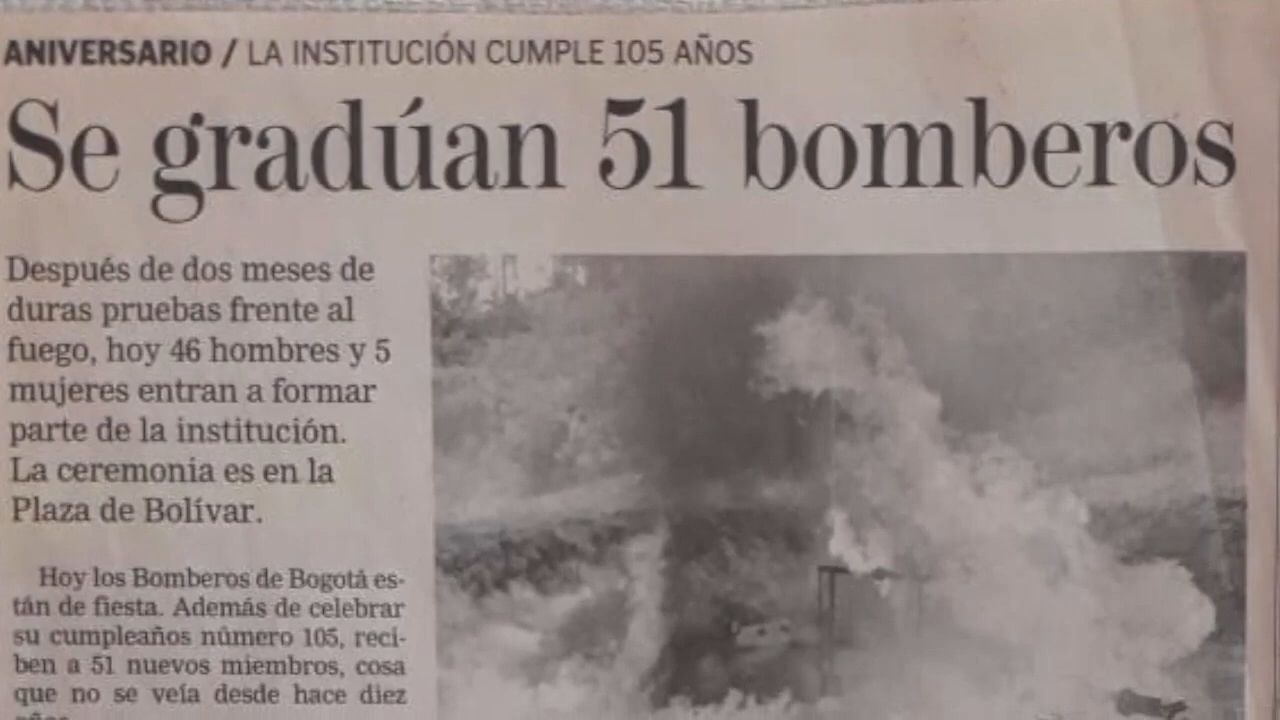 ANIVERSARIO / LA INSTITUCIÓN CUMPLE 105 AÑOS
Se gradúan 51 bomberos
Después de dos meses de
duras pruebas frente al
fuego, hoy 46 hombres y 5
mujeres entran a formar
parte de la institución.
La ceremonia es en la
Plaza de Bolívar.
Hoy los Bomberos de Bogotá es-
tán de fiesta. Además de celebrar
su cumpleaños número 105, reci-
ben a 51 nuevos miembros, cosa
que no se veía desde hace diez